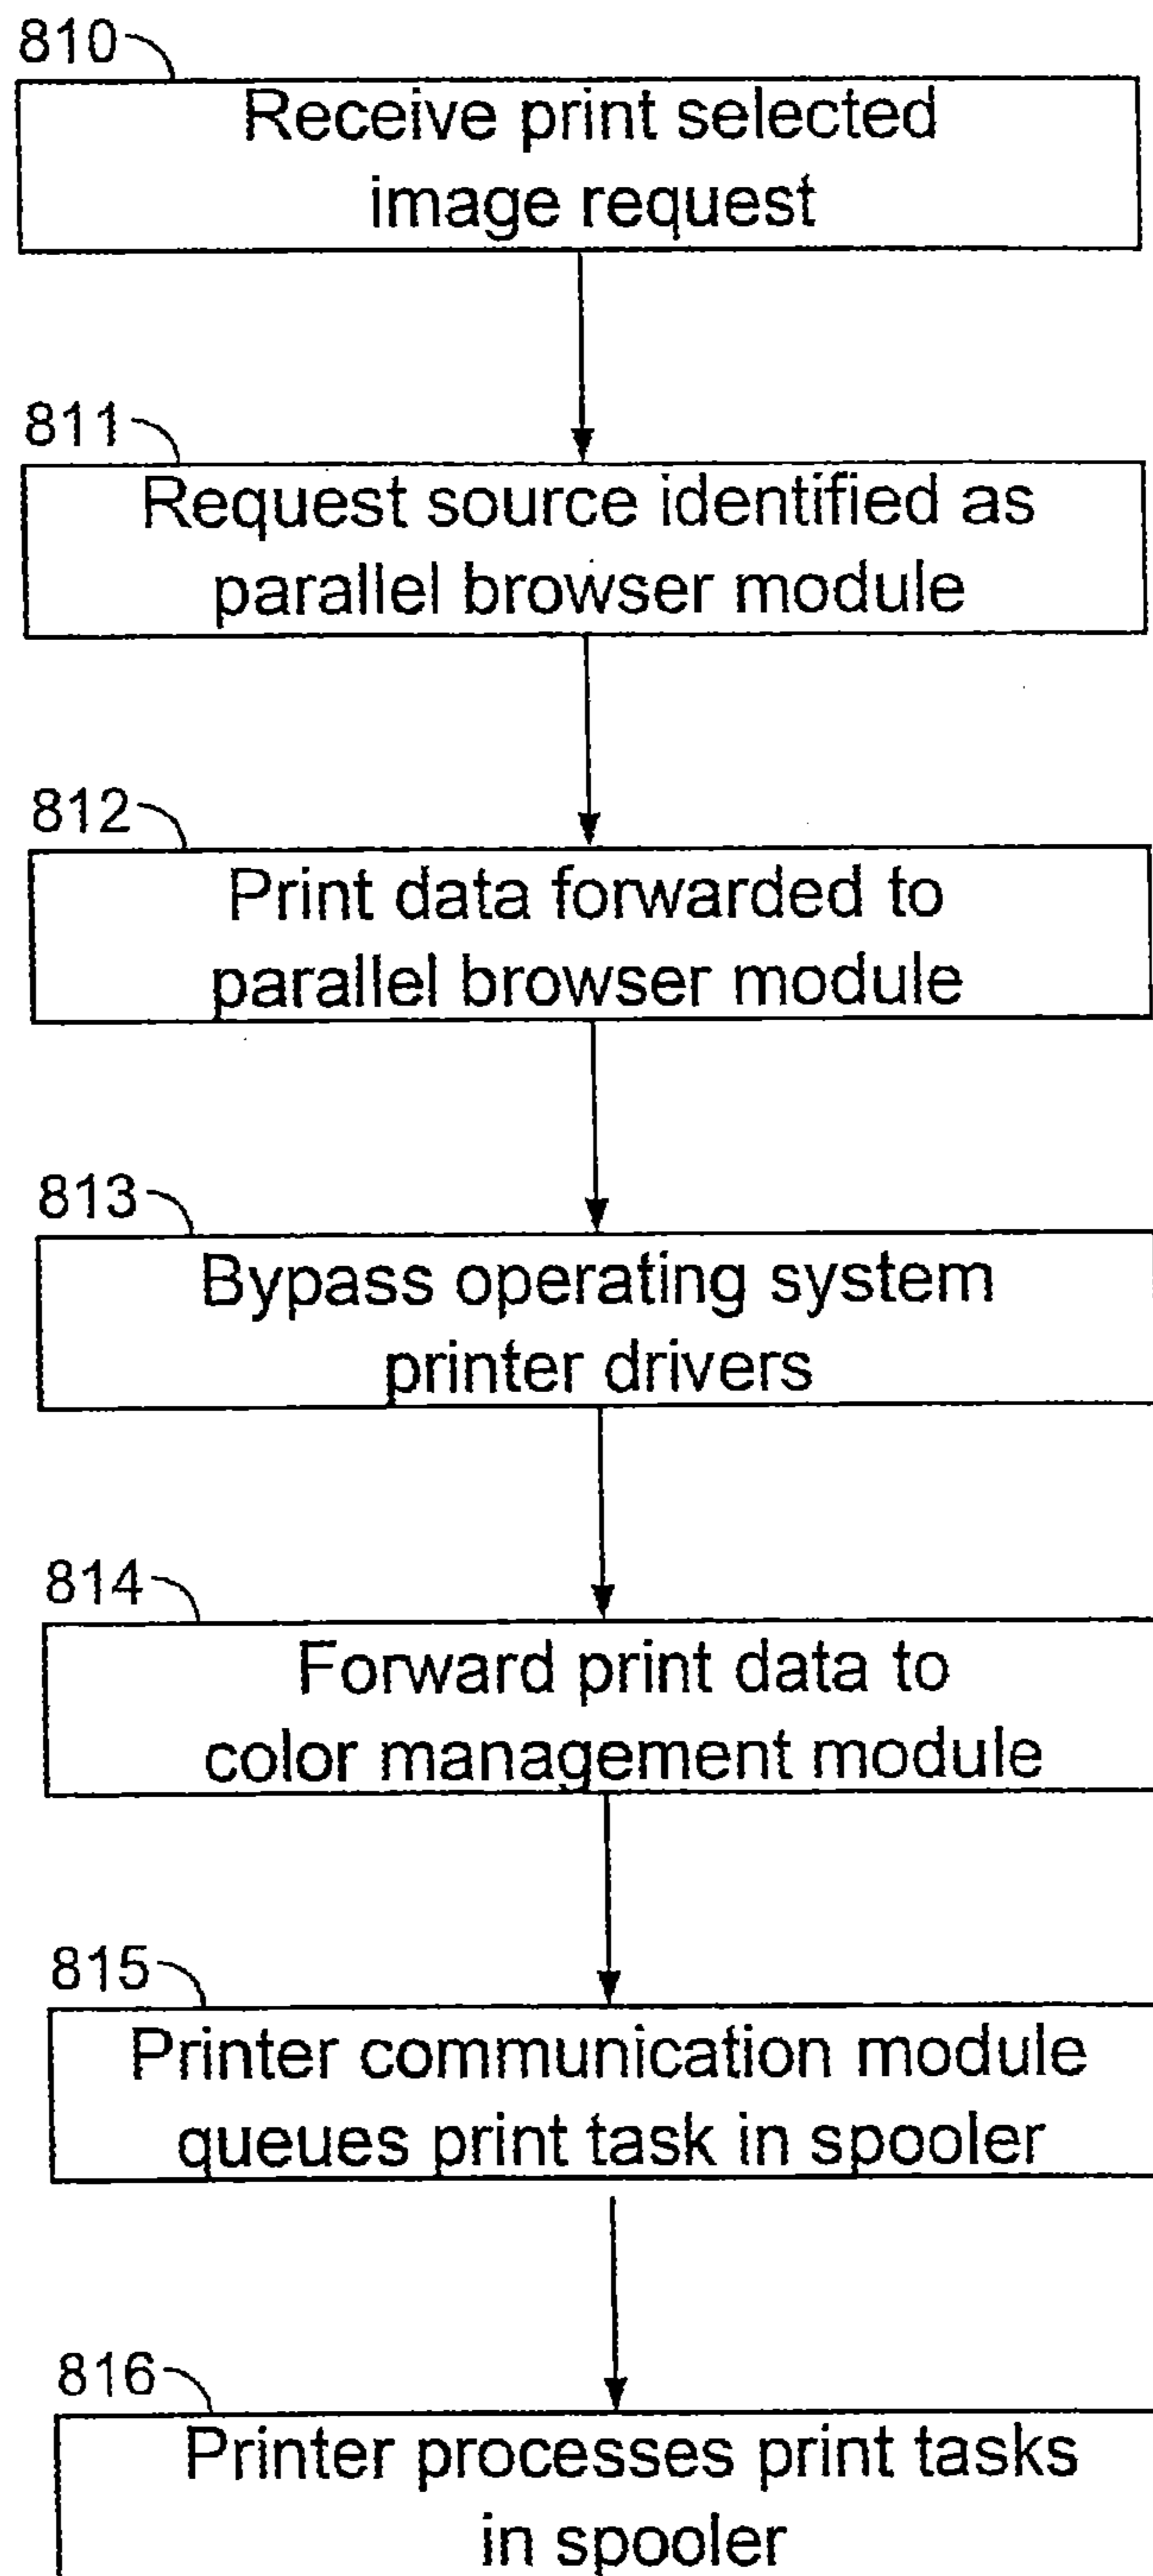 810
Receive print selected
image request
811
Request source identified as
parallel browser module
812
Print data forwarded to
parallel browser module
813
Bypass operating system
printer drivers
814
Forward print data to
color management module
815
Printer communication module
queues print task in spooler
816
Printer processes print tasks
in spooler